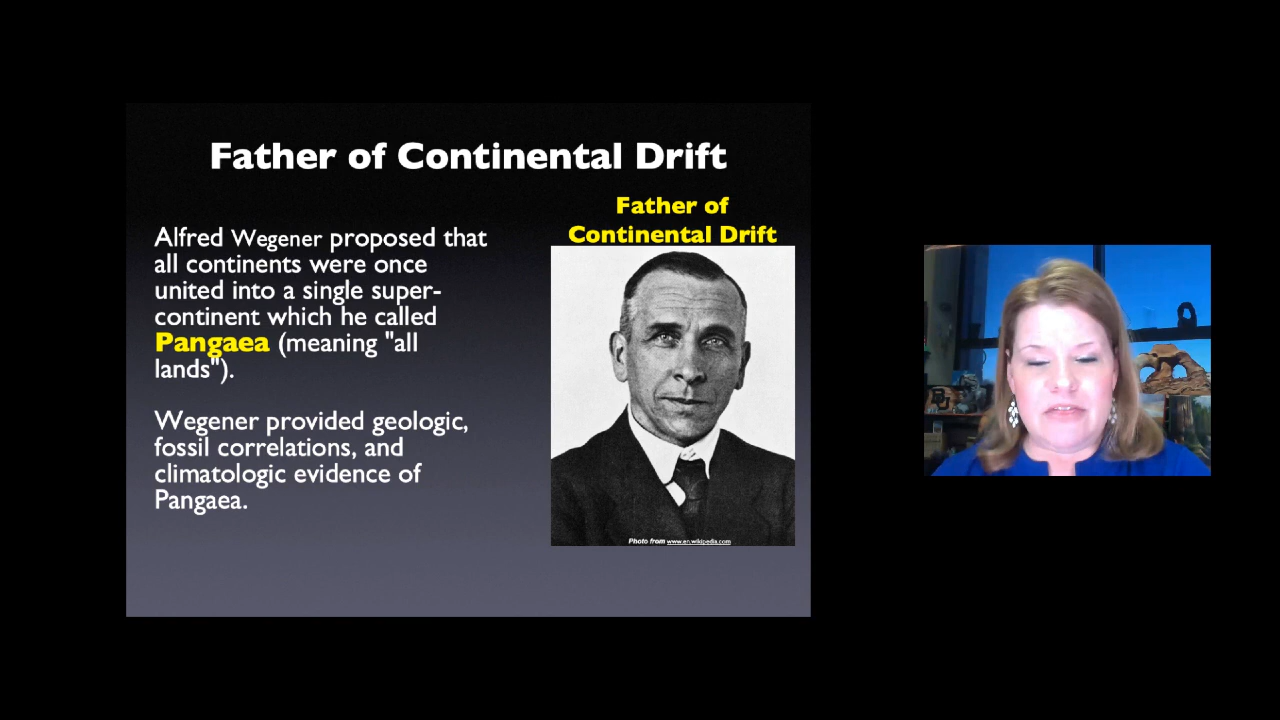 Father of Continental Drift
Father of
Continental Drift
Alfred Wegener proposed that
all continents were once
united into a single super-
continent which he called
Pangaea (meaning "all
lands").
Wegener provided geologic,
fossil correlations, and
climatologic evidence of
Pangaea.
Photo from www.en.wikipedia.com